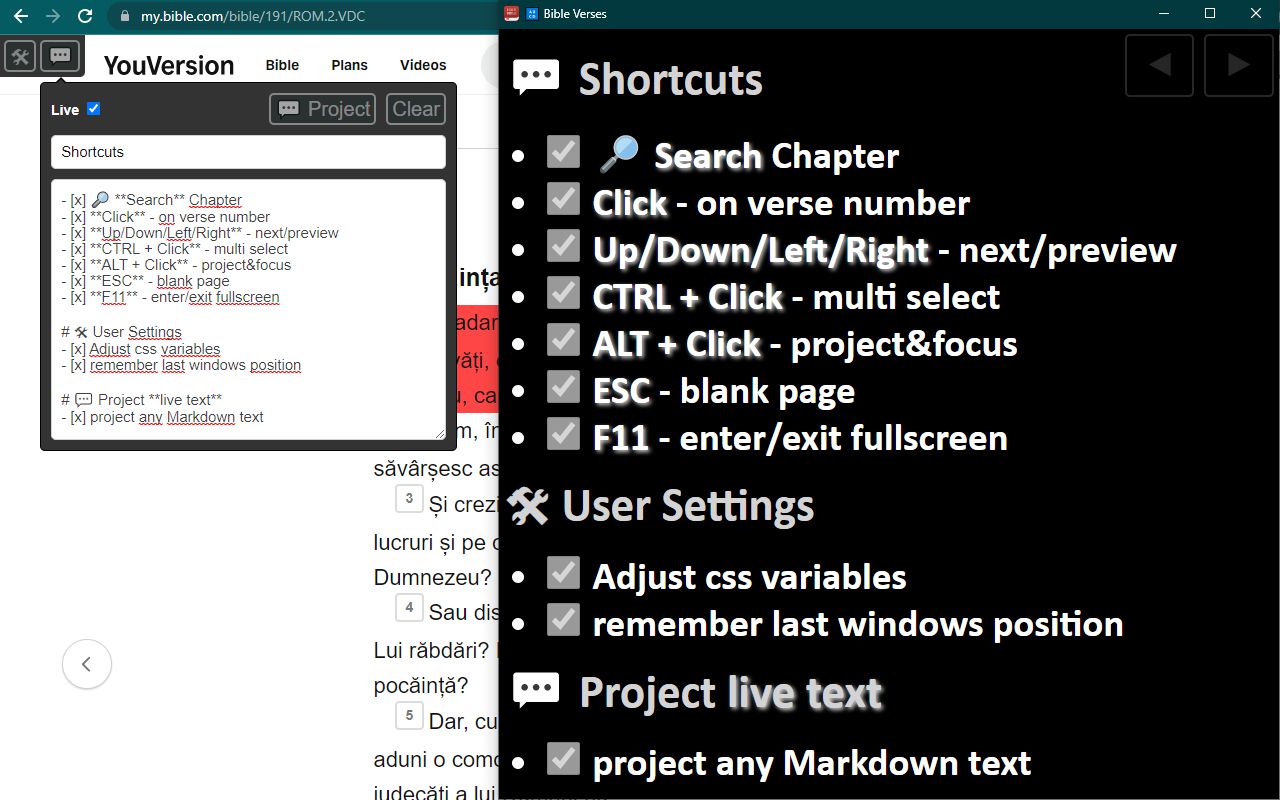 my.bible.com/bible/191/ROM.2.VDC
YouVersion
Bible
Plans
Videos
Live
Project
Clear
Shortcuts
- [x] 🔎 **Search** Chapter
- [x] **Click** - on verse number
- [x] **Up/Down/Left/Right** - next/preview
- [x] **CTRL + Click** - multi select
- [x] **ALT + Click** - project&focus
- [x] **ESC** - blank page
- [x] **F11** - enter/exit fullscreen
# 🛠 User Settings
- [x] Adjust css variables
- [x] remember last windows position
# 💬 Project **live text**
- [x] project any Markdown text
săvârșesc as
3 Și crezi
lucruri și pe
Dumnezeu?
4 Sau dis
Lui răbdări?
pocăință?
5 Dar, cu
aduni o como
judecăți a lui
Bible Verses
Shortcuts
Search Chapter
Click - on verse number
Up/Down/Left/Right - next/preview
CTRL + Click - multi select
ALT + Click - project&focus
ESC - blank page
F11 - enter/exit fullscreen
User Settings
Adjust css variables
remember last windows position
Project live text
project any Markdown text